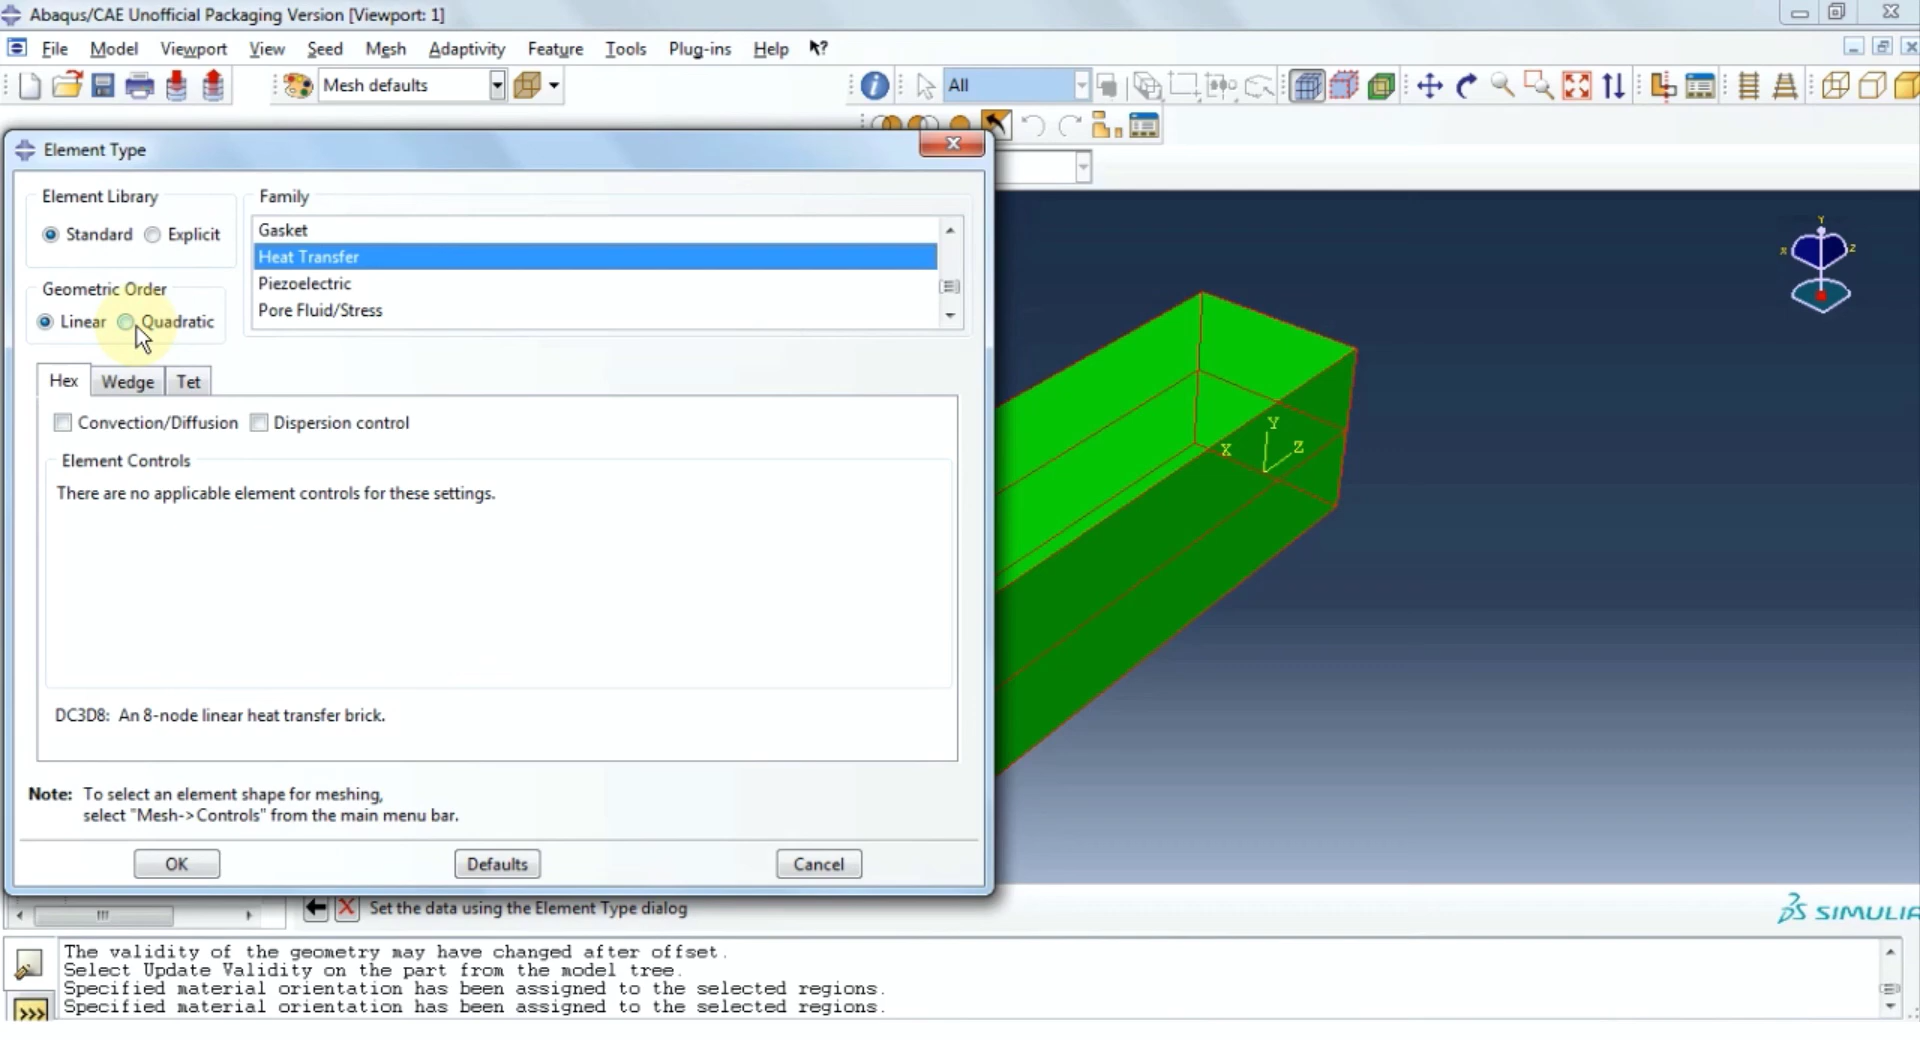 Abaqus/CAE Unofficial Packaging Version [Viewport: 1]
File Model Viewport View Seed Mesh Adaptivity Feature Tools Plug-ins Help
Mesh defaults
All
Element Type
Element Library
Standard Explicit
Geometric Order
Linear Quadratic
Family
Gasket
Heat Transfer
Piezoelectric
Pore Fluid/Stress
Hex Wedge Tet
Convection/Diffusion Dispersion control
Element Controls
There are no applicable element controls for these settings.
DC3D8: An 8-node linear heat transfer brick.
Note: To select an element shape for meshing,
select "Mesh->Controls" from the main menu bar.
OK Defaults Cancel
Y
X Z
Y
X Z
Set the data using the Element Type dialog
SIMULIA
The validity of the geometry may have changed after offset.
Select Update Validity on the part from the model tree.
Specified material orientation has been assigned to the selected regions.
Specified material orientation has been assigned to the selected regions.
>>>